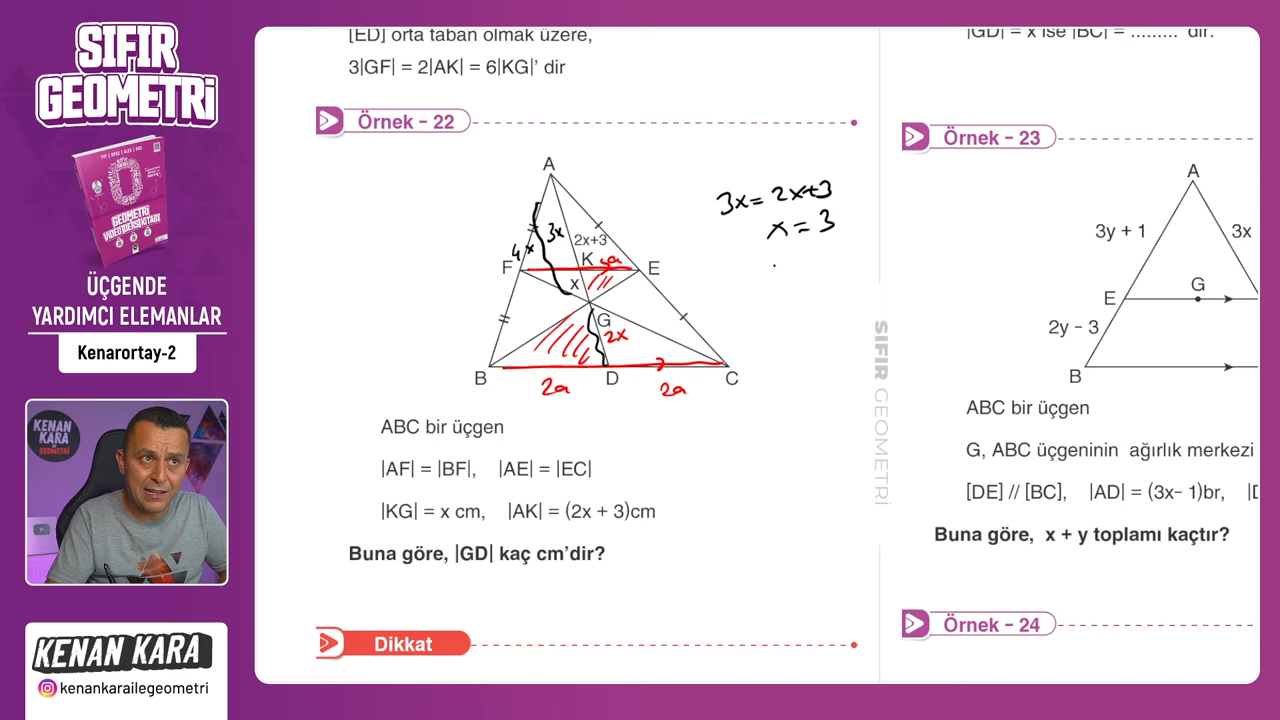 SIFIR
GEOMETRİ
GEOMETRİ
VİDEO DERS KİTABI
ÜÇGENDE
YARDIMCI ELEMANLAR
Kenarortay-2
KENAN
KARA
ile
GEOMETRİ
KENAN KARA
kenankarailegeometri
[ED] orta taban olmak üzere,
3|GF| = 2|AK| = 6|KG|' dir
Örnek - 22
A
3x = 2x+3
x = 3
4x
3x
2x+3
F
K
a
E
x
G
2x
B
D
C
2a
2a
ABC bir üçgen
|AF| = |BF|, |AE| = |EC|
|KG| = x cm, |AK| = (2x + 3)cm
Buna göre, |GD| kaç cm'dir?
Dikkat
SIFIR GEOMETRİ
|GD| = x ise |BC| = ......... dir.
Örnek - 23
A
3y + 1
3x
E
G
2y − 3
B
ABC bir üçgen
G, ABC üçgeninin ağırlık merkezi
[DE] // [BC], |AD| = (3x- 1)br,
Buna göre, x + y toplamı kaçtır?
Örnek - 24